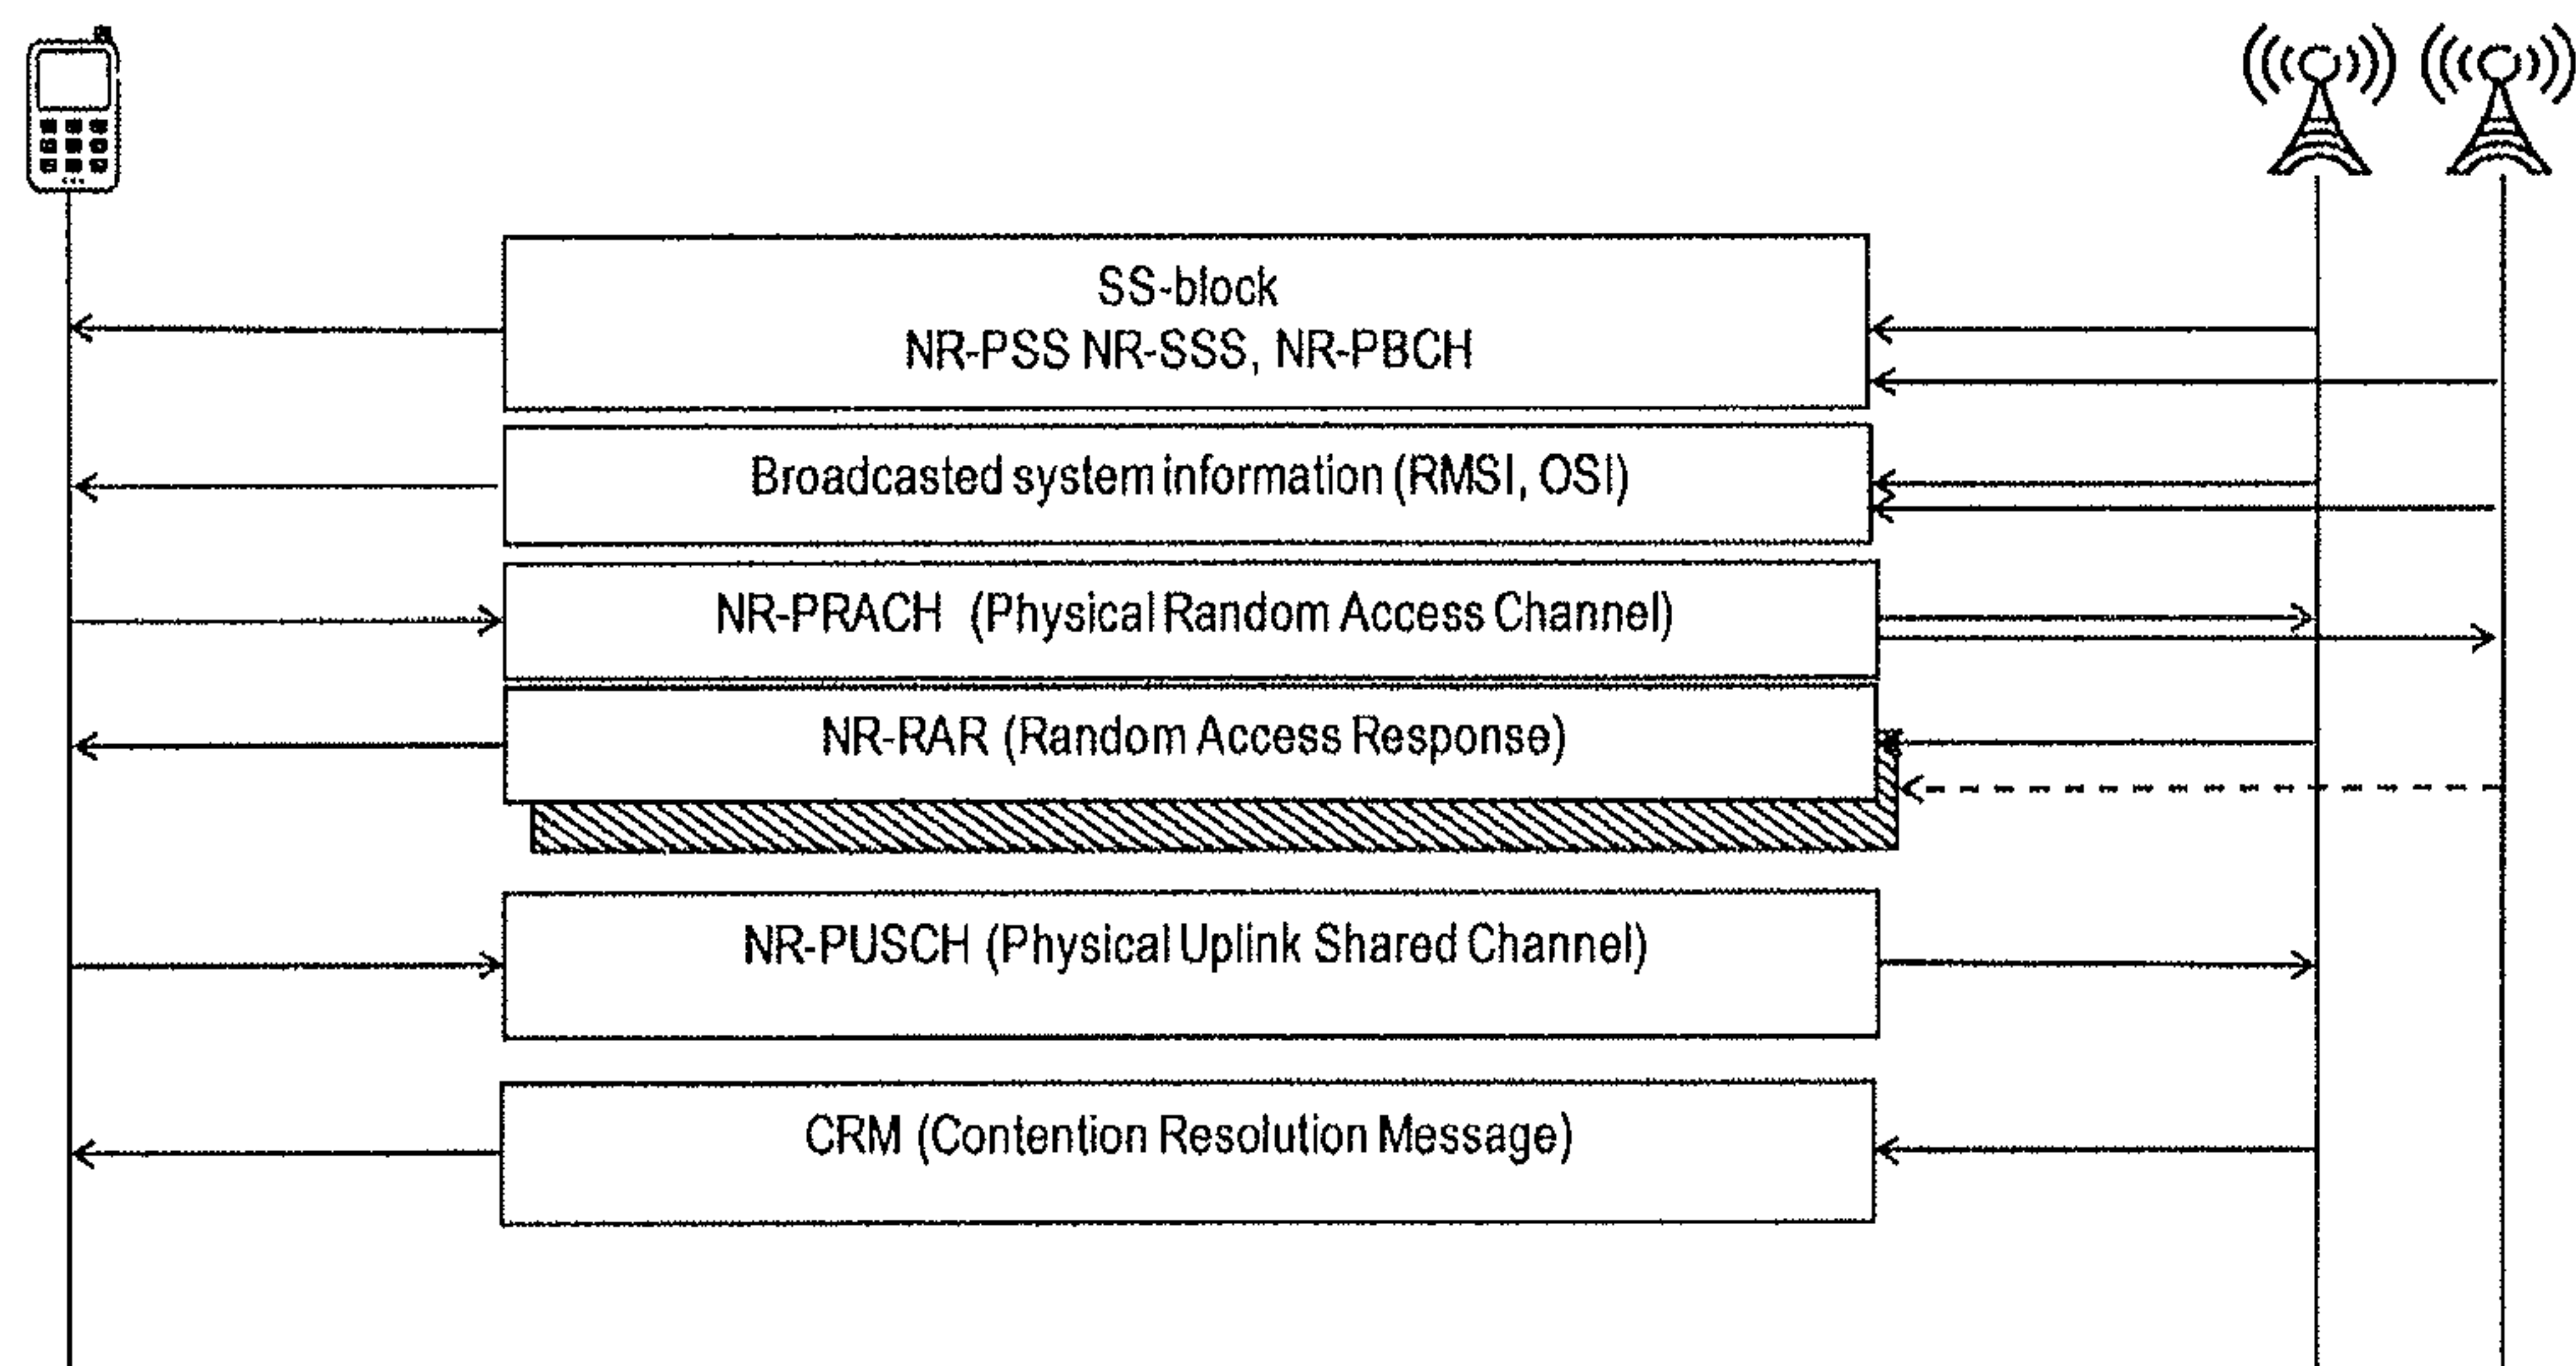 SS-block
NR-PSS NR-SSS, NR-PBCH
Broadcasted system information (RMSI, OSI)
NR-PRACH (Physical Random Access Channel)
NR-RAR (Random Access Response)
NR-PUSCH (Physical Uplink Shared Channel)
CRM (Contention Resolution Message)